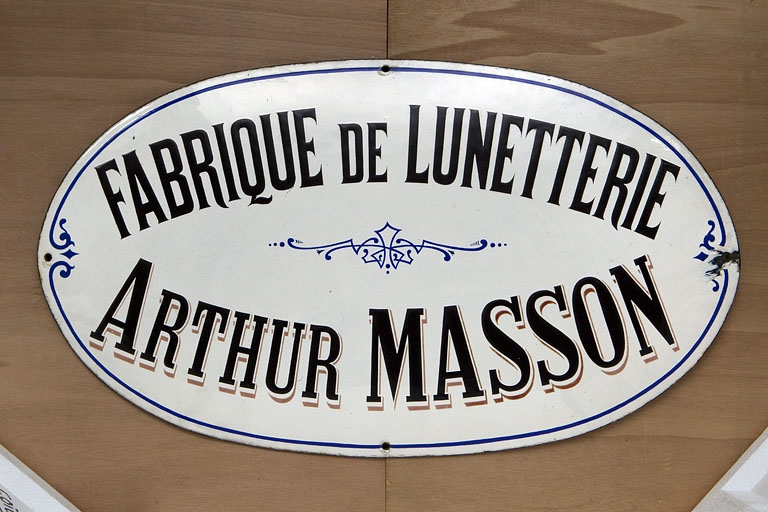 FABRIQUE DE LUNETTERIE
ARTHUR MASSON